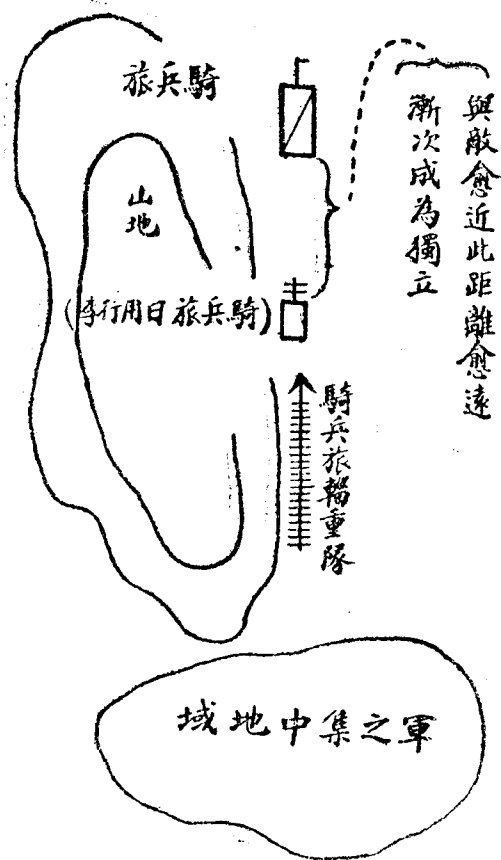 與敵愈近此距離愈遠
漸次成為獨立
騎兵旅
山地
(騎兵旅日用行李)
騎兵旅輜重隊
軍之集中地域